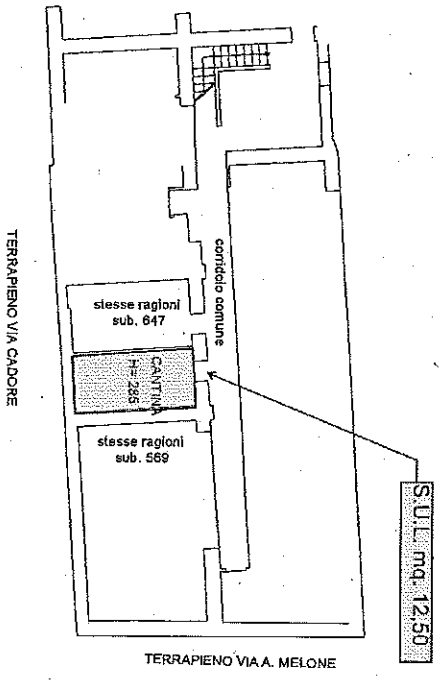 corridoio comune
stesse ragioni
sub. 647
CANTINA
H= 285
stesse ragioni
sub. 569
TERRAPIENO VIA CADORE
S.U.L. mq. 12,50
TERRAPIENO VIA A. MELONE